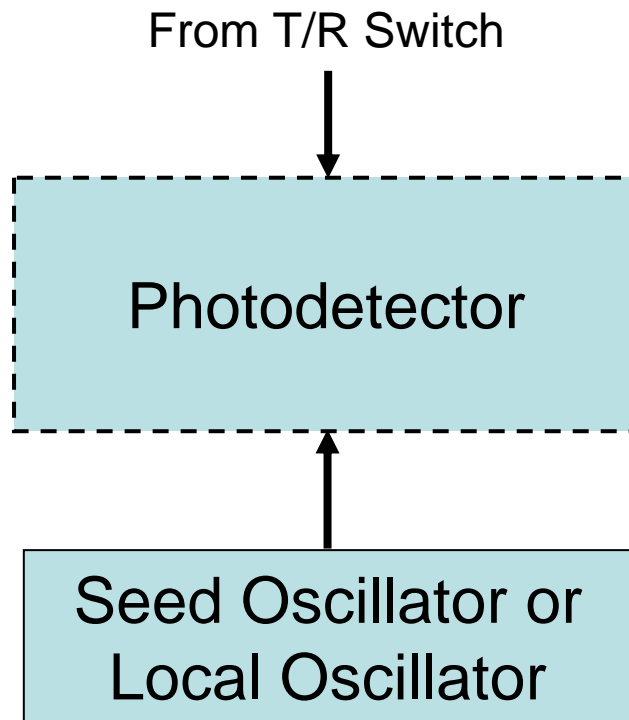 From T/R Switch
Photodetector
Seed Oscillator or
Local Oscillator